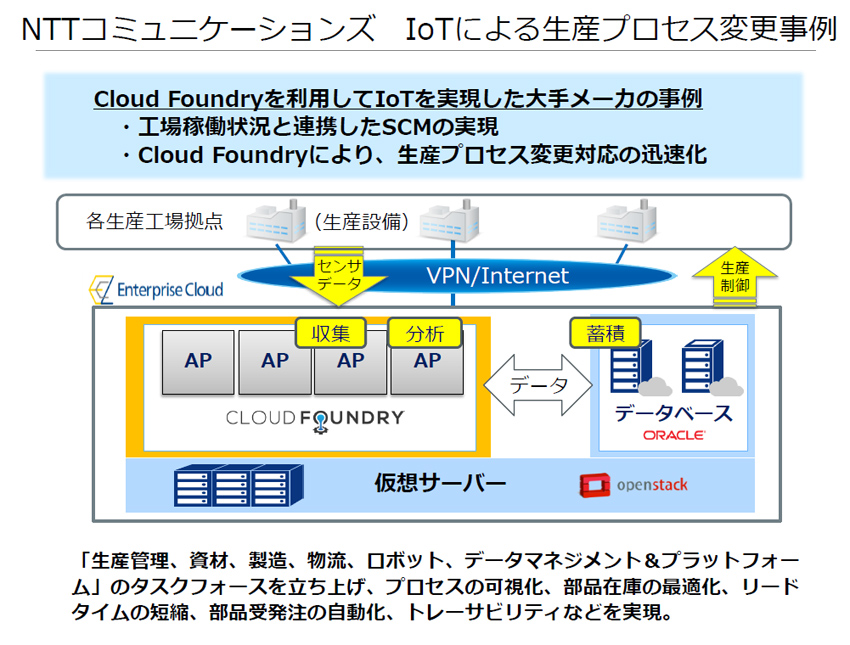 NTTコミュニケーションズ　IoTによる生産プロセス変更事例
Cloud Foundryを利用してIoTを実現した大手メーカの事例
・工場稼働状況と連携したSCMの実現
・Cloud Foundryにより、生産プロセス変更対応の迅速化
各生産工場拠点
（生産設備）
センサ
データ
VPN/Internet
生産
制御
Enterprise Cloud
収集
分析
蓄積
AP
AP
AP
AP
データ
CLOUD FOUNDRY
データベース
ORACLE
仮想サーバー
openstack
「生産管理、資材、製造、物流、ロボット、データマネジメント＆プラットフォー
ム」のタスクフォースを立ち上げ、プロセスの可視化、部品在庫の最適化、リード
タイムの短縮、部品受発注の自動化、トレーサビリティなどを実現。